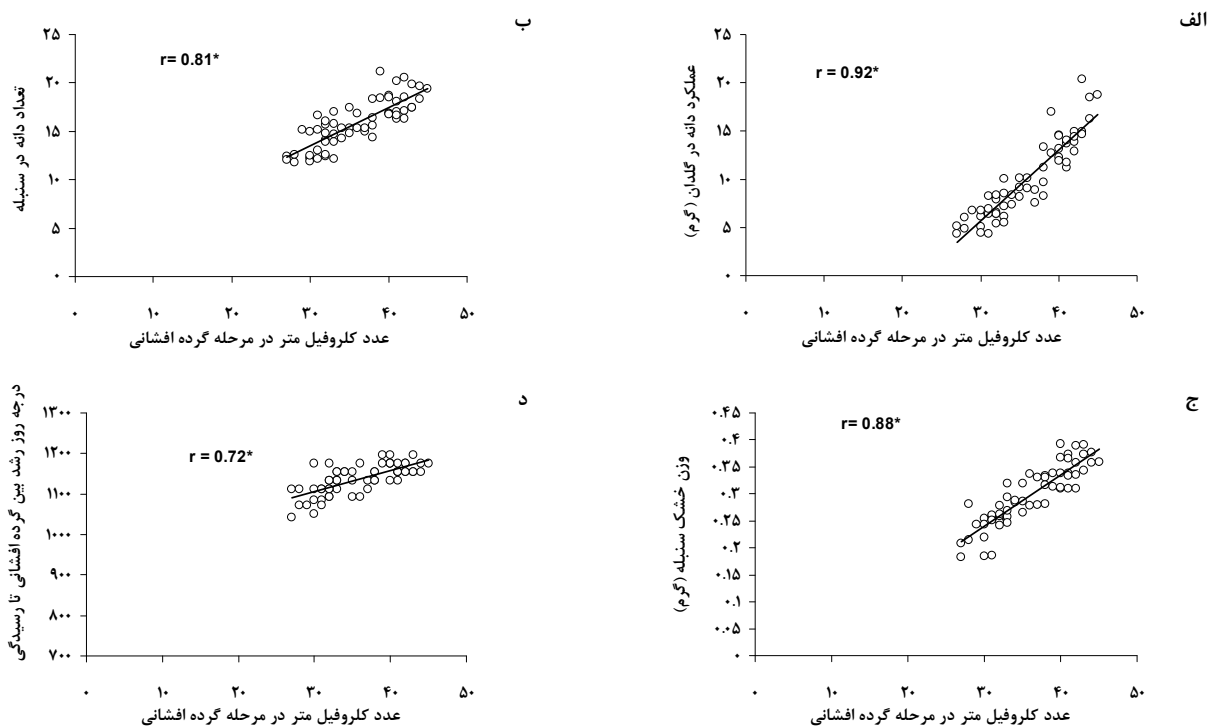 الف
r = 0.92*
عملکرد دانه در گلدان (گرم)
۲۵
۲۰
۱۵
۱۰
۵
۰
۰ ۱۰ ۲۰ ۳۰ ۴۰ ۵۰
عدد کلروفیل متر در مرحله گرده افشانی
ب
r= 0.81*
تعداد دانه در سنبله
۲۵
۲۰
۱۵
۱۰
۵
۰
۰ ۱۰ ۲۰ ۳۰ ۴۰ ۵۰
عدد کلروفیل متر در مرحله گرده افشانی
ج
r= 0.88*
وزن خشک سنبله (گرم)
۰.۴۵
۰.۴
۰.۳۵
۰.۳
۰.۲۵
۰.۲
۰.۱۵
۰.۱
۰.۰۵
۰
۰ ۱۰ ۲۰ ۳۰ ۴۰ ۵۰
عدد کلروفیل متر در مرحله گرده افشانی
د
r = 0.72*
درجه روز رشد بین گرده افشانی تا رسیدگی
۱۳۰۰
۱۲۰۰
۱۱۰۰
۱۰۰۰
۹۰۰
۸۰۰
۷۰۰
۰ ۱۰ ۲۰ ۳۰ ۴۰ ۵۰
عدد کلروفیل متر در مرحله گرده افشانی